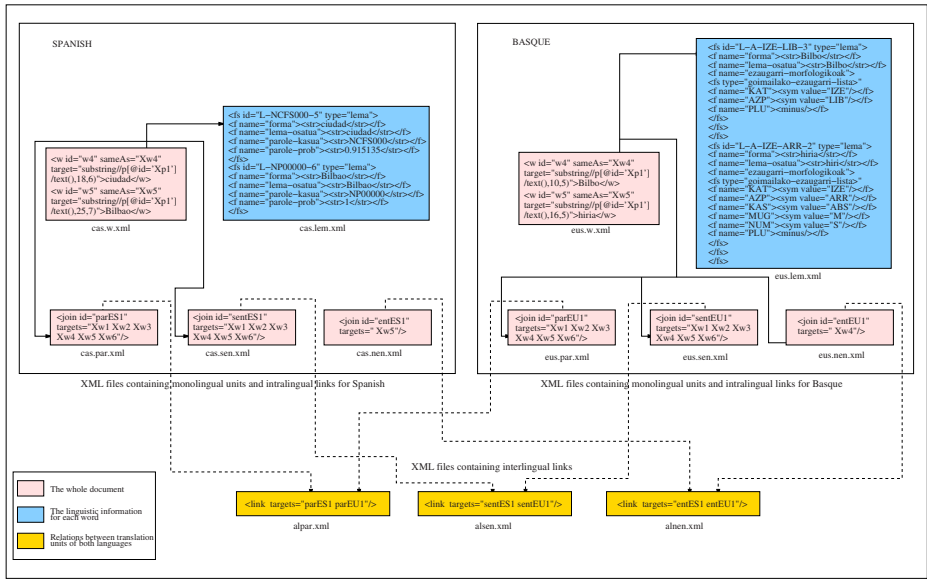 SPANISH
<fs id="L-NCFS000-5" type="lema">
<f name="forma"><str>ciudad</str></f>
<f name="lema-osatua"><str>ciudad</str></f>
<f name="parole-kasua"><str>NCFS000</str></f>
<f name="parole-prob"><str>0.915135</str></f>
</fs>
<fs id="L-NP00000-6" type="lema">
<f name="forma"><str>Bilbao</str></f>
<f name="lema-osatua"><str>Bilbao</str></f>
<f name="parole-kasua"><str>NP00000</str></f>
<f name="parole-prob"><str>1</str></f>
</fs>
cas.lem.xml
<w id="w4" sameAs="Xw4"
target="substring//p[@id='Xp1']
/text(),18,6)">ciudad</w>
<w id="w5" sameAs="Xw5"
target="substring//p[@id='Xp1']
/text(),25,7)">Bilbao</w>
cas.w.xml
<join id="parES1"
targets="Xw1 Xw2 Xw3
Xw4 Xw5 Xw6"/>
cas.par.xml
<join id="sentES1"
targets="Xw1 Xw2 Xw3
Xw4 Xw5 Xw6"/>
cas.sen.xml
<join id="entES1"
targets=" Xw5"/>
cas.nen.xml
XML files containing monolingual units and intralingual links for Spanish
BASQUE
<fs id="L-A-IZE-LIB-3" type="lema">
<f name="forma"><str>Bilbo</str></f>
<f name="lema-osatua"><str>Bilbo</str></f>
<f name="ezaugarri-morfologikoak">
<fs type="goimailako-ezaugarri-lista>"
<f name="KAT"><sym value="IZE"/></f>
<f name="AZP"><sym value="LIB"/></f>
<f name="PLU"><minus/></f>
</fs>
</fs>
</fs>
<fs id="L-A-IZE-ARR-2" type="lema">
<f name="forma"><str>hiria</str></f>
<f name="lema-osatua"><str>hiri</str></f>
<f name="ezaugarri-morfologikoak">
<fs type="goimailako-ezaugarri-lista>"
<f name="KAT"><sym value="IZE"/></f>
<f name="AZP"><sym value="ARR"/></f>
<f name="KAS"><sym value="ABS"/></f>
<f name="MUG"><sym value="M"/></f>
<f name="NUM"><sym value="S"/></f>
<f name="PLU"><minus/></f>
</fs>
</fs>
</fs>
eus.lem.xml
<w id="w4" sameAs="Xw4"
target="substring//p[@id='Xp1']
/text(),10,5)">Bilbo</w>
<w id="w5" sameAs="Xw5"
target="substring//p[@id='Xp1']
/text(),16,5)">hiria</w>
eus.w.xml
<join id="parEU1"
targets="Xw1 Xw2 Xw3
Xw4 Xw5 Xw6"/>
eus.par.xml
<join id="sentEU1"
targets="Xw1 Xw2 Xw3
Xw4 Xw5 Xw6"/>
eus.sen.xml
<join id="entEU1"
targets=" Xw4"/>
eus.nen.xml
XML files containing monolingual units and intralingual links for Basque
XML files containing interlingual links
<link targets="parES1 parEU1"/>
alpar.xml
<link targets="sentES1 sentEU1"/>
alsen.xml
<link targets="entES1 entEU1"/>
alnen.xml
The whole document
The linguistic information
for each word
Relations between translation
units of both languages